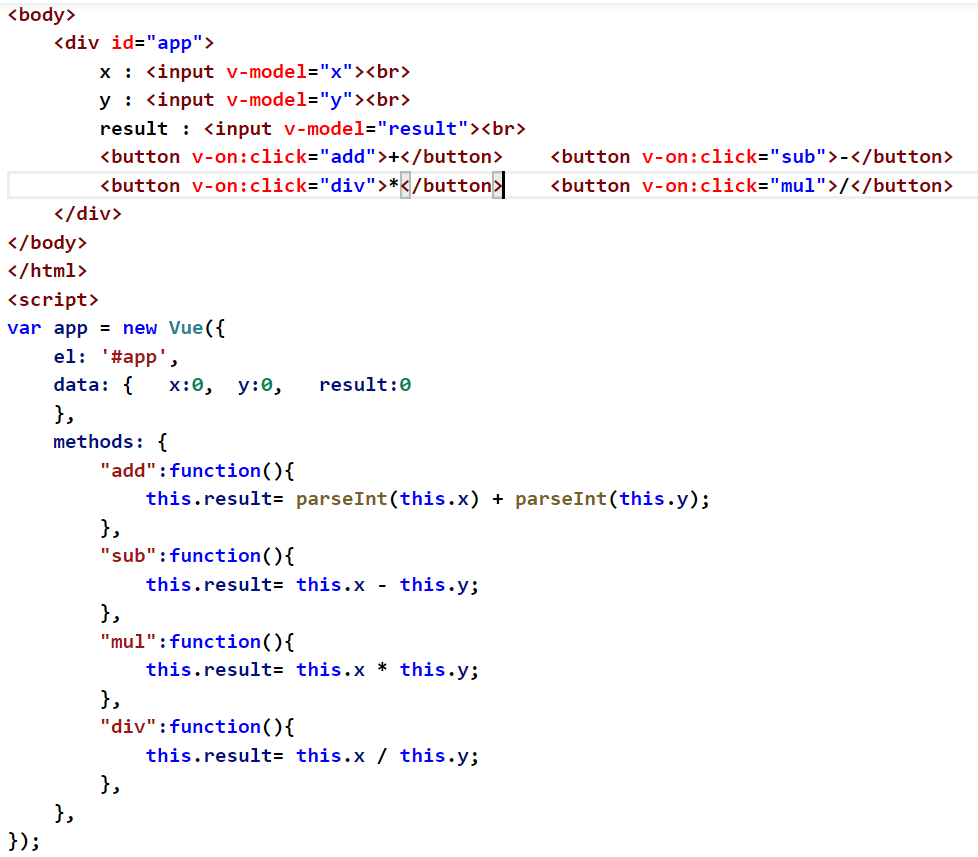 <body>
    <div id="app">
        x : <input v-model="x"><br>
        y : <input v-model="y"><br>
        result : <input v-model="result"><br>
        <button v-on:click="add">+</button>    <button v-on:click="sub">-</button>
        <button v-on:click="div">*</button>    <button v-on:click="mul">/</button>
    </div>
</body>
</html>
<script>
var app = new Vue({
    el: '#app',
    data: {   x:0,  y:0,   result:0
    },
    methods: {
        "add":function(){
            this.result= parseInt(this.x) + parseInt(this.y);
        },
        "sub":function(){
            this.result= this.x - this.y;
        },
        "mul":function(){
            this.result= this.x * this.y;
        },
        "div":function(){
            this.result= this.x / this.y;
        },
    },
});